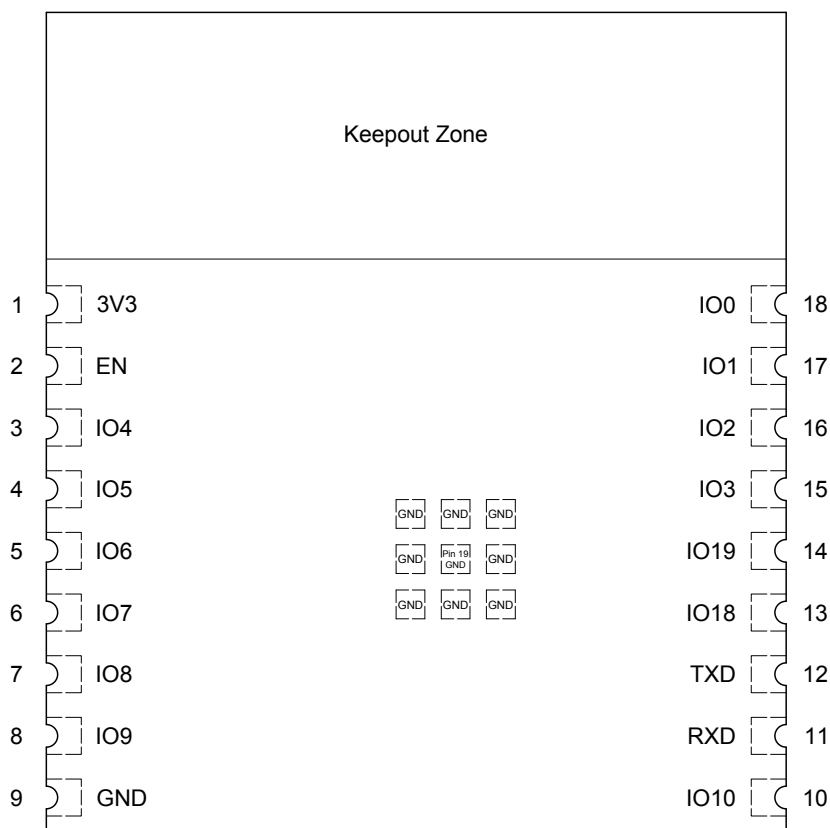 Keepout Zone
1 3V3 IO0 18
2 EN IO1 17
3 IO4 IO2 16
4 IO5 IO3 15
GND GND GND
5 IO6 GND Pin 19 GND GND IO19 14
6 IO7 GND GND GND IO18 13
7 IO8 TXD 12
8 IO9 RXD 11
9 GND IO10 10